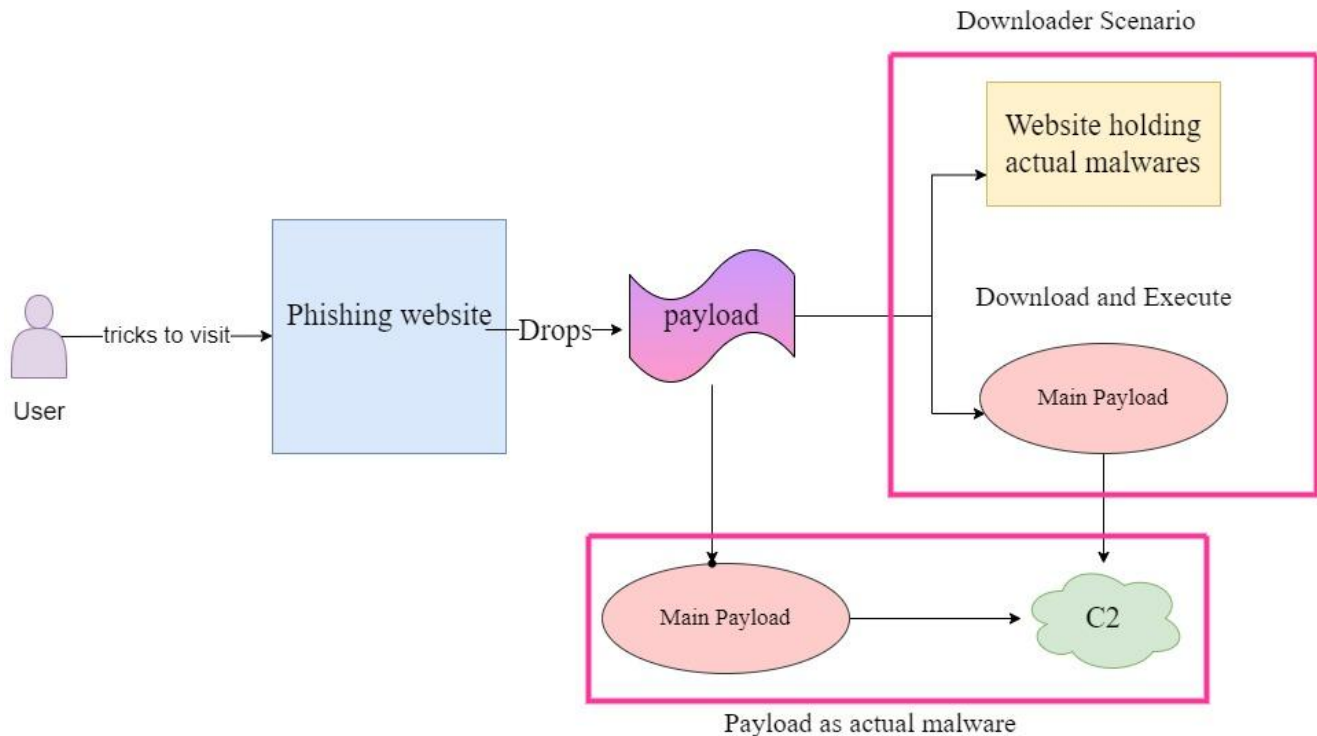 Downloader Scenario
Website holding
actual malwares
Phishing website
Drops
payload
tricks to visit
Download and Execute
Main Payload
User
Main Payload
C2
Payload as actual malware